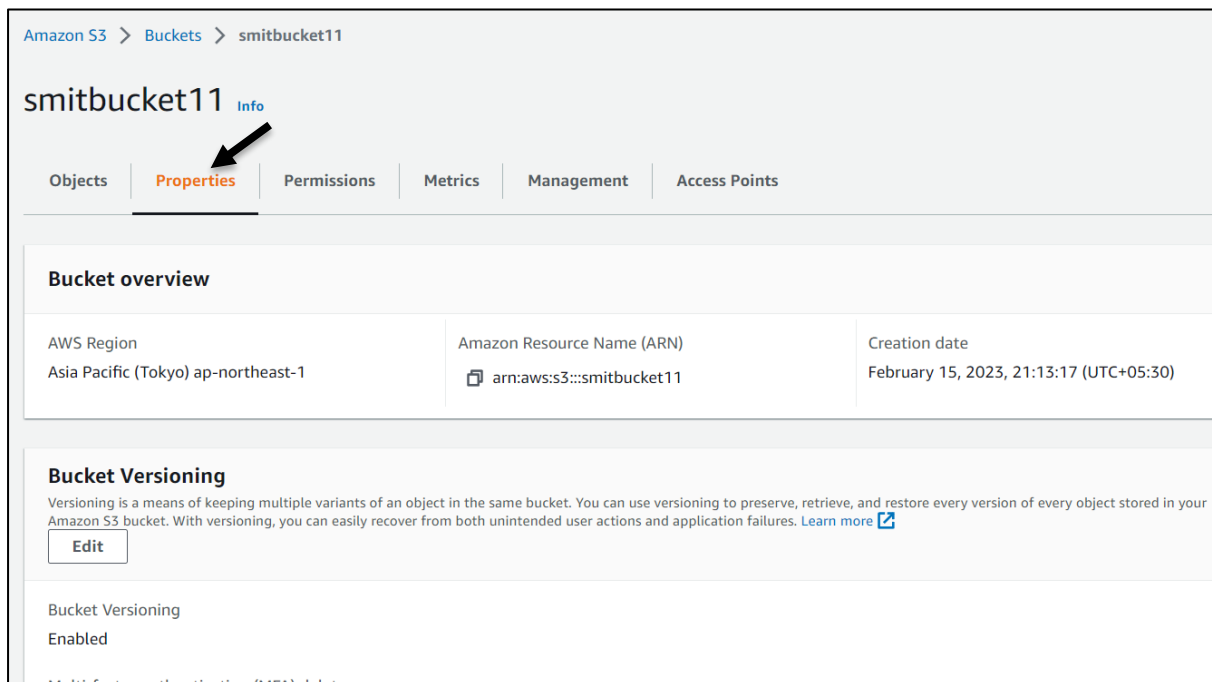 Amazon S3 > Buckets > smitbucket11
smitbucket11 Info
Objects Properties Permissions Metrics Management Access Points
Bucket overview
AWS Region
Asia Pacific (Tokyo) ap-northeast-1
Amazon Resource Name (ARN)
arn:aws:s3:::smitbucket11
Creation date
February 15, 2023, 21:13:17 (UTC+05:30)
Bucket Versioning
Versioning is a means of keeping multiple variants of an object in the same bucket. You can use versioning to preserve, retrieve, and restore every version of every object stored in your
Amazon S3 bucket. With versioning, you can easily recover from both unintended user actions and application failures. Learn more
Edit
Bucket Versioning
Enabled